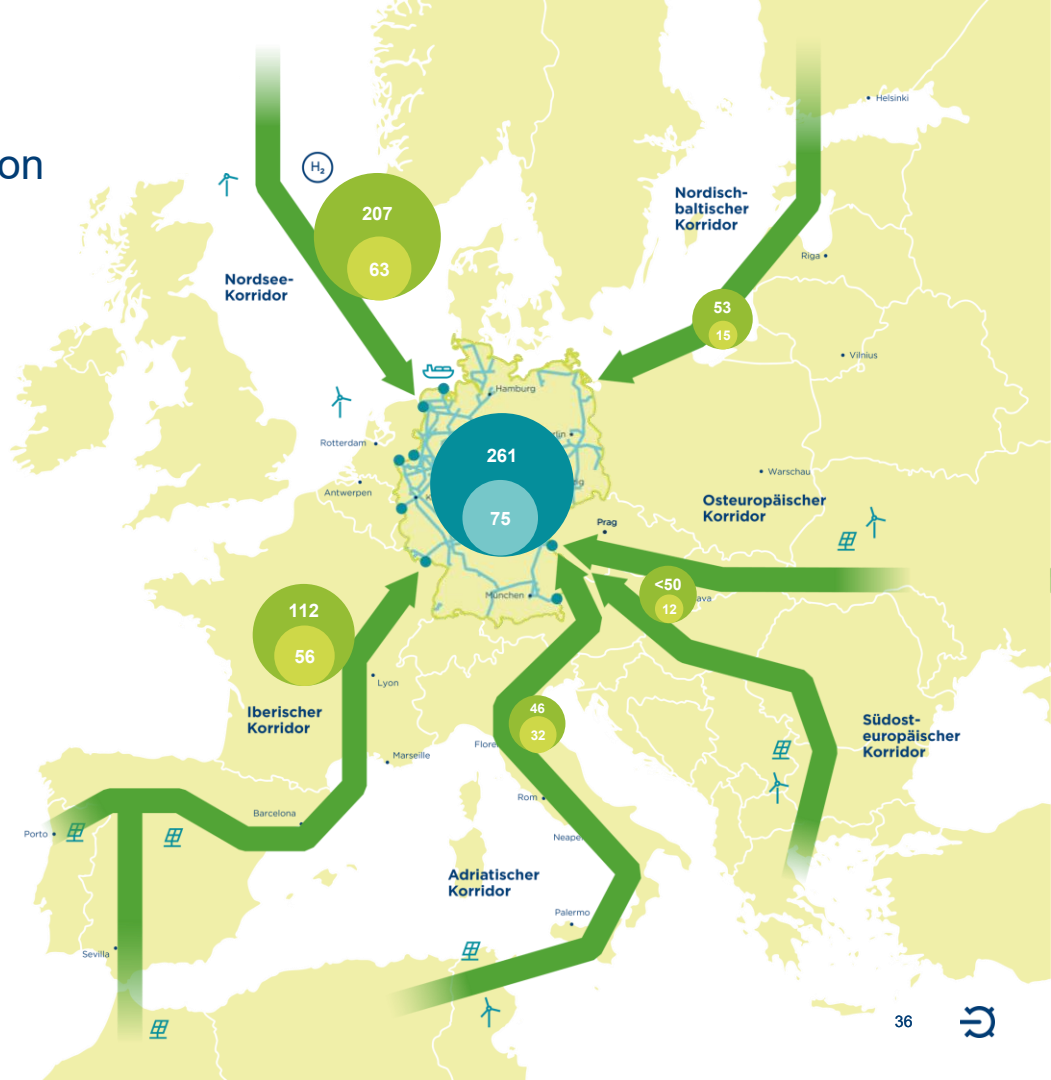 on
Helsinki
H₂
Nordisch-
baltischer
Korridor
207
63
Riga
Nordsee-
Korridor
53
15
Vilnius
Hamburg
Rotterdam
261
Warschau
Antwerpen
75
Osteuropäischer
Korridor
Prag
<50
12
München
112
56
Lyon
Iberischer
Korridor
46
32
Südost-
europäischer
Korridor
Marseille
Rom
Barcelona
Porto
Adriatischer
Korridor
Palermo
Sevilla
36